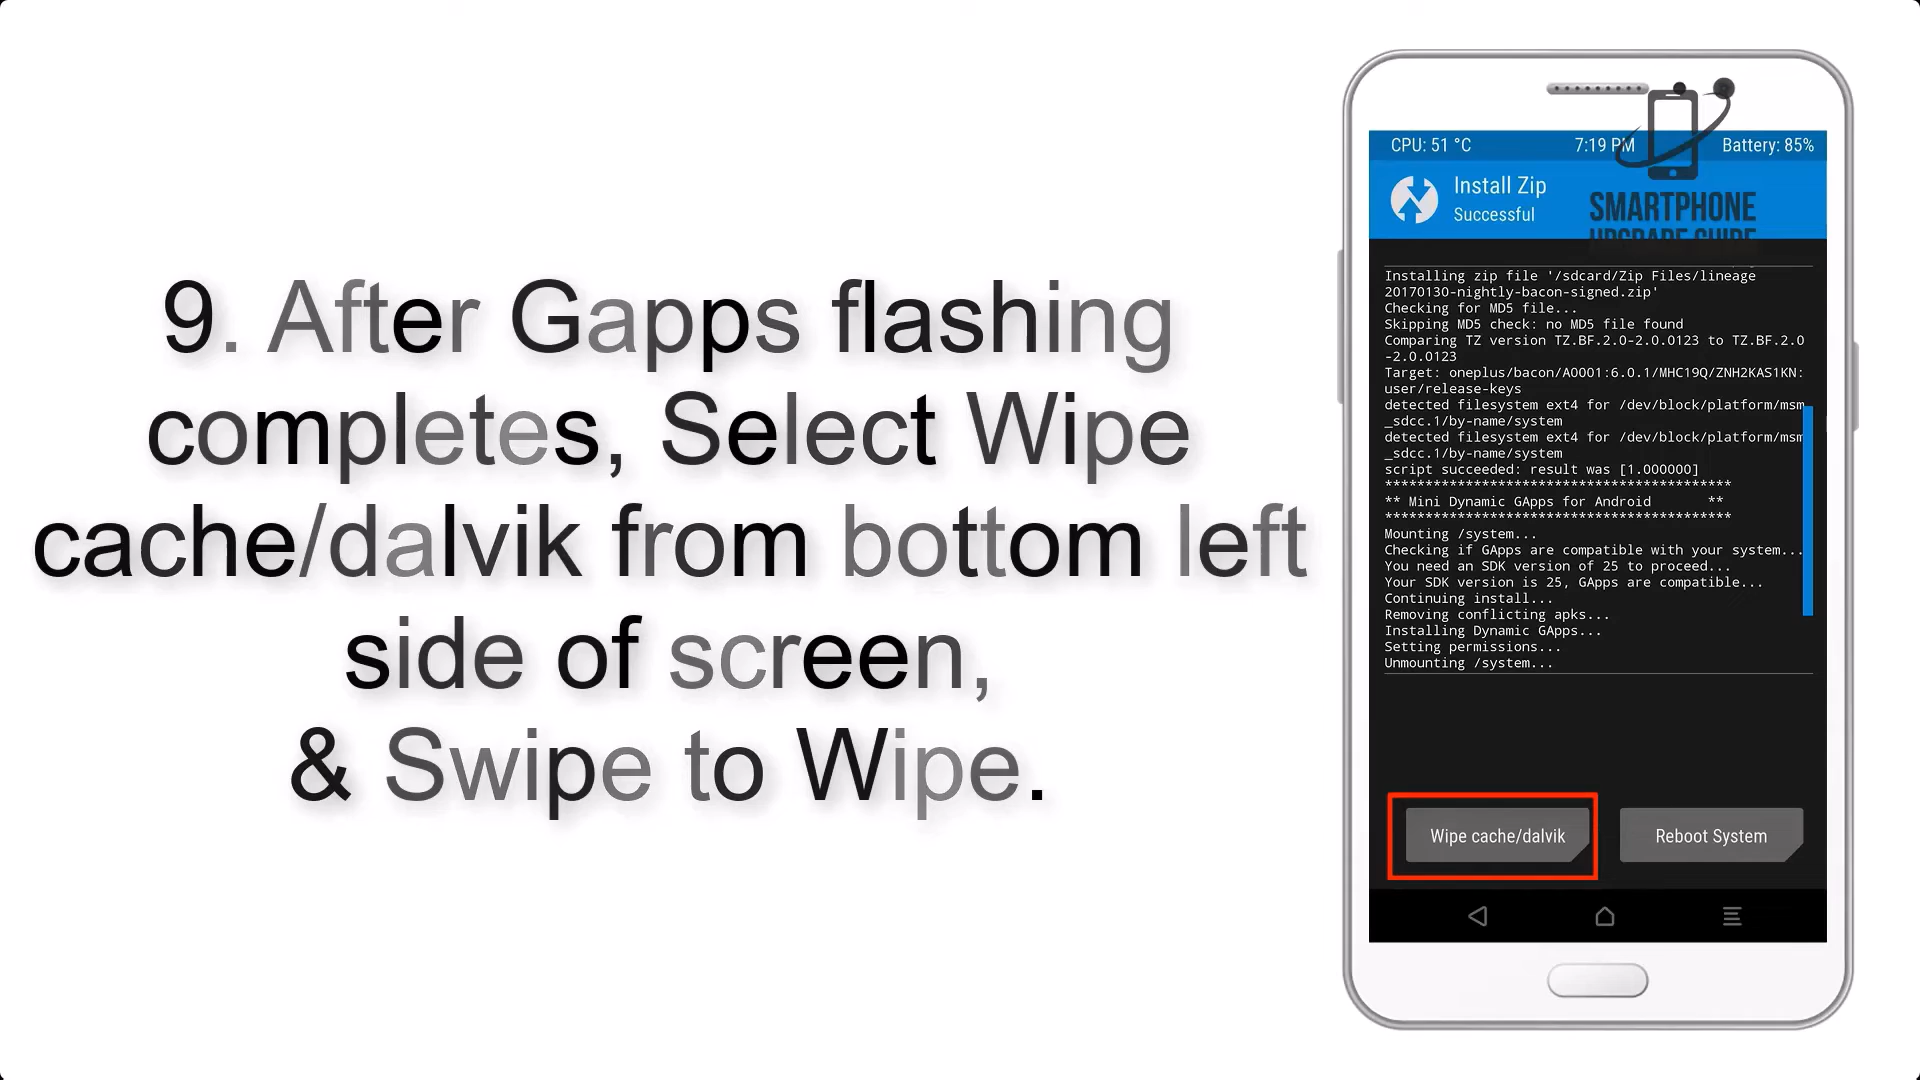 9. After Gapps flashing
completes, Select Wipe
cache/dalvik from bottom left
side of screen,
& Swipe to Wipe.
CPU: 51 °C 7:19 PM Battery: 85%
Install Zip
Successful
SMARTPHONE
UPGRADE GUIDE
Installing zip file '/sdcard/Zip Files/lineage
20170130-nightly-bacon-signed.zip'
Checking for MD5 file...
Skipping MD5 check: no MD5 file found
Comparing TZ version TZ.BF.2.0-2.0.0123 to TZ.BF.2.0
-2.0.0123
Target: oneplus/bacon/A0001:6.0.1/MHC19Q/ZNH2KAS1KN:
user/release-keys
detected filesystem ext4 for /dev/block/platform/msm
_sdcc.1/by-name/system
detected filesystem ext4 for /dev/block/platform/msm
_sdcc.1/by-name/system
script succeeded: result was [1.000000]
******************************************
** Mini Dynamic GApps for Android **
******************************************
Mounting /system...
Checking if GApps are compatible with your system...
You need an SDK version of 25 to proceed...
Your SDK version is 25, GApps are compatible...
Continuing install...
Removing conflicting apks...
Installing Dynamic GApps...
Setting permissions...
Unmounting /system...
Wipe cache/dalvik Reboot System